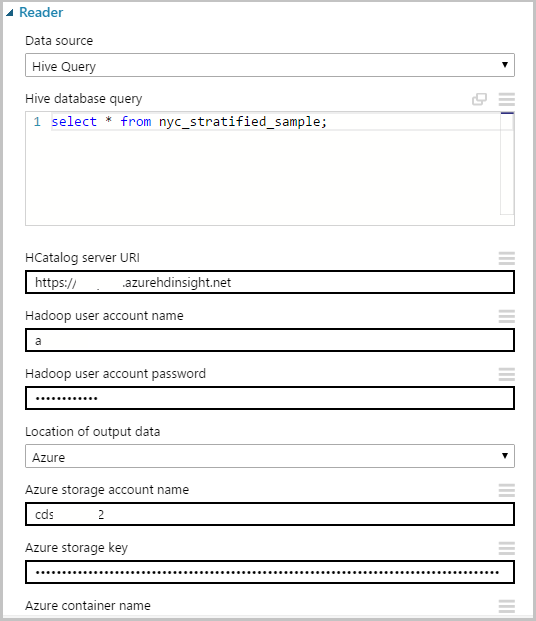 Reader
Data source
Hive Query
Hive database query
1 select * from nyc_stratified_sample;
HCatalog server URI
https:// .azurehdinsight.net
Hadoop user account name
a
Hadoop user account password
••••••••••••
Location of output data
Azure
Azure storage account name
cds 2
Azure storage key
Azure container name